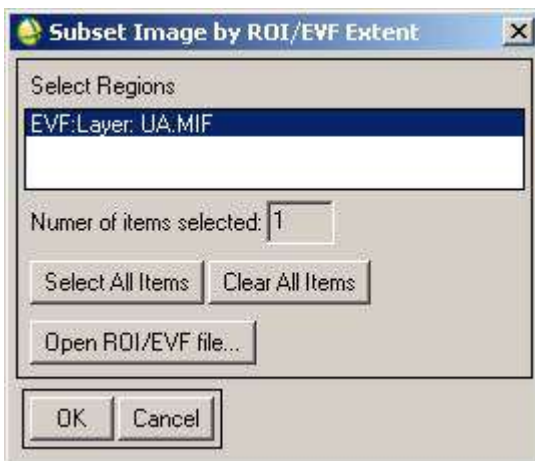 Subset Image by ROI/EVF Extent
Select Regions
EVF:Layer: UA.MIF
Numer of items selected: 1
Select All Items Clear All Items
Open ROI/EVF file...
OK Cancel